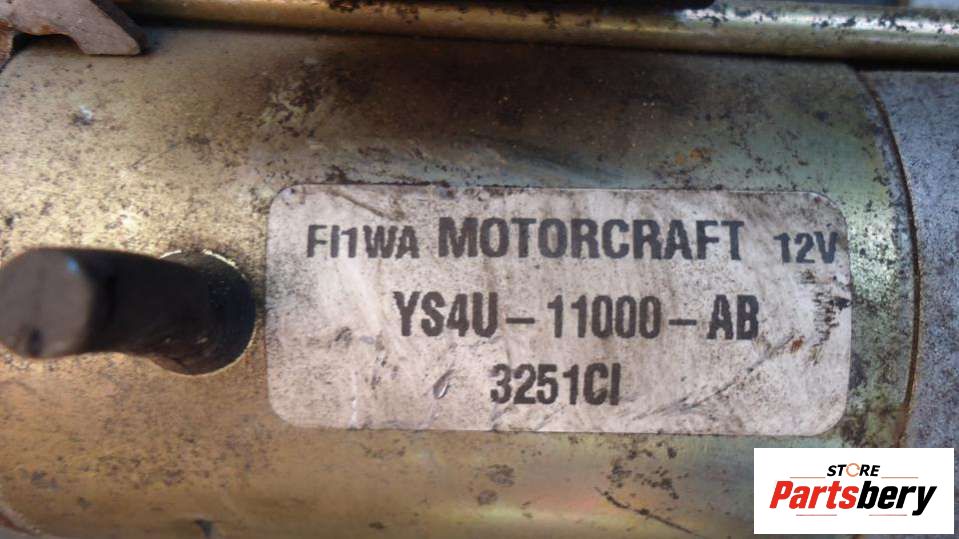 FI1WA MOTORCRAFT 12V
YS4U-11000-AB
3251CI
STORE
Partsbery